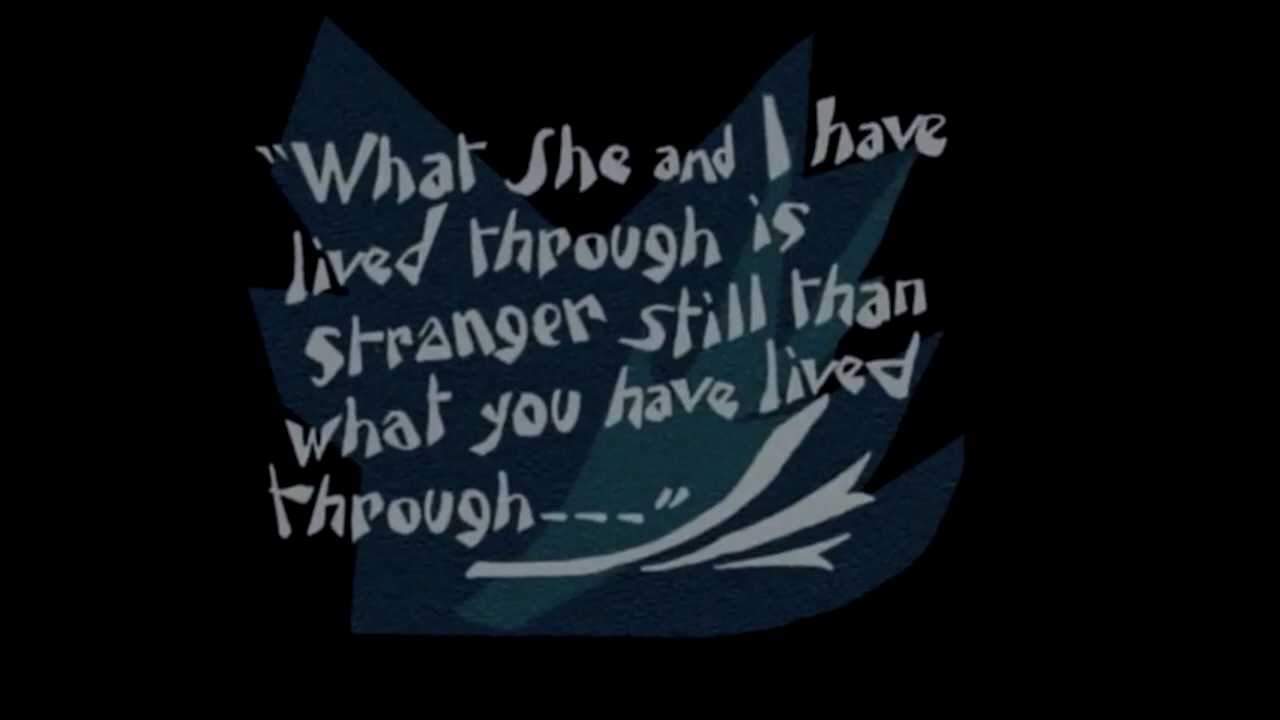 “What she and I have
lived through is
stranger still than
what you have lived
through---”